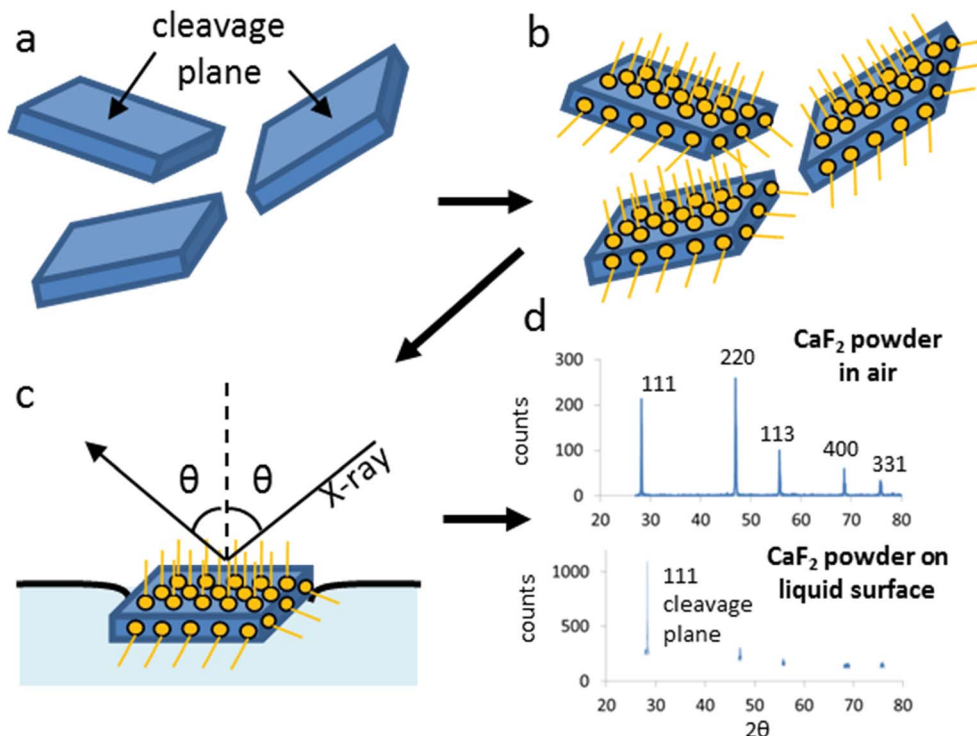 a
cleavage
plane
b
c
θ
θ
X-ray
d
CaF₂ powder
in air
300
200
100
0
counts
111
220
113
400
331
20
30
40
50
60
70
80
CaF₂ powder on
liquid surface
1000
500
0
counts
111
cleavage
plane
20
30
40
50
60
70
80
2θ